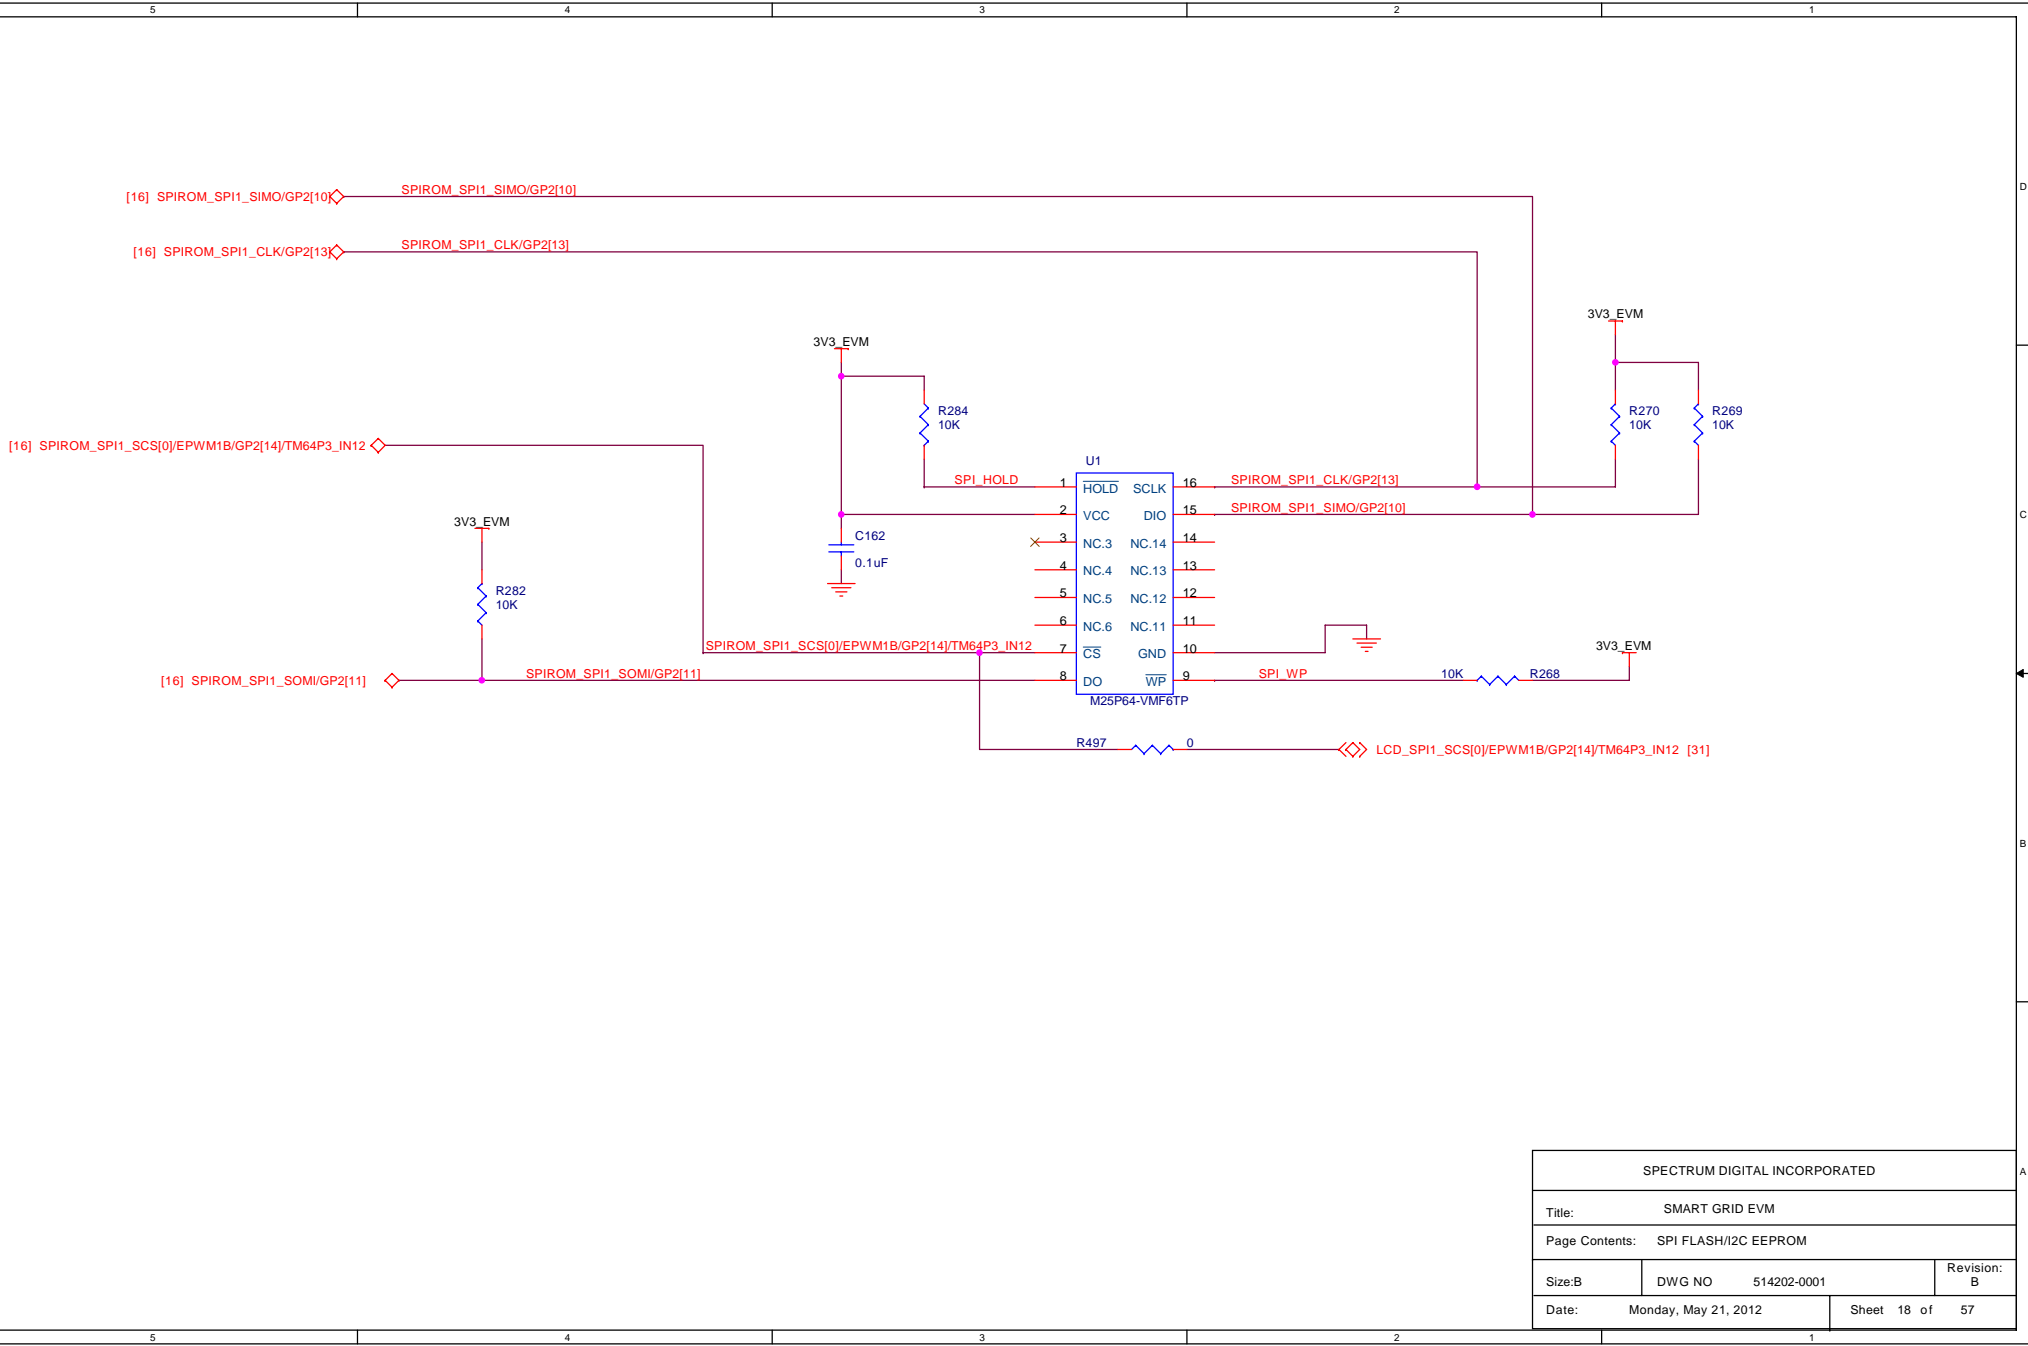 5 4 3 2 1
D
[16] SPIROM_SPI1_SIMO/GP2[10] SPIROM_SPI1_SIMO/GP2[10]
[16] SPIROM_SPI1_CLK/GP2[13] SPIROM_SPI1_CLK/GP2[13]
3V3_EVM
3V3_EVM
R284
10K
R270
10K
R269
10K
[16] SPIROM_SPI1_SCS[0]/EPWM1B/GP2[14]/TM64P3_IN12
U1
SPI_HOLD 1 HOLD SCLK 16 SPIROM_SPI1_CLK/GP2[13]
2 VCC DIO 15 SPIROM_SPI1_SIMO/GP2[10]
C
3V3_EVM
C162
0.1uF
3 NC.3 NC.14 14
4 NC.4 NC.13 13
5 NC.5 NC.12 12
6 NC.6 NC.11 11
R282
10K
SPIROM_SPI1_SCS[0]/EPWM1B/GP2[14]/TM64P3_IN12 7 CS GND 10
3V3_EVM
[16] SPIROM_SPI1_SOMI/GP2[11] SPIROM_SPI1_SOMI/GP2[11] 8 DO WP 9 SPI_WP 10K R268
M25P64-VMF6TP
R497 0 LCD_SPI1_SCS[0]/EPWM1B/GP2[14]/TM64P3_IN12 [31]
B
A
SPECTRUM DIGITAL INCORPORATED
Title: SMART GRID EVM
Page Contents: SPI FLASH/I2C EEPROM
Size:B DWG NO 514202-0001 Revision:
B
Date: Monday, May 21, 2012 Sheet 18 of 57
5 4 3 2 1